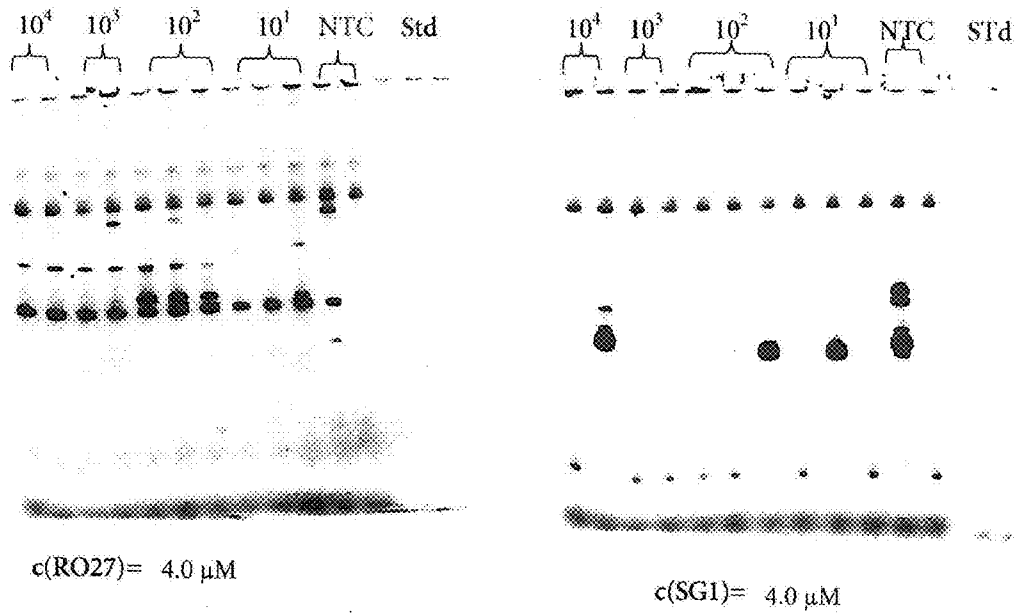 10⁴ 10³ 10² 10¹ NTC Std
10⁴ 10³ 10² 10¹ NTC STd
c(RO27)= 4.0 µM
c(SG1)= 4.0 µM